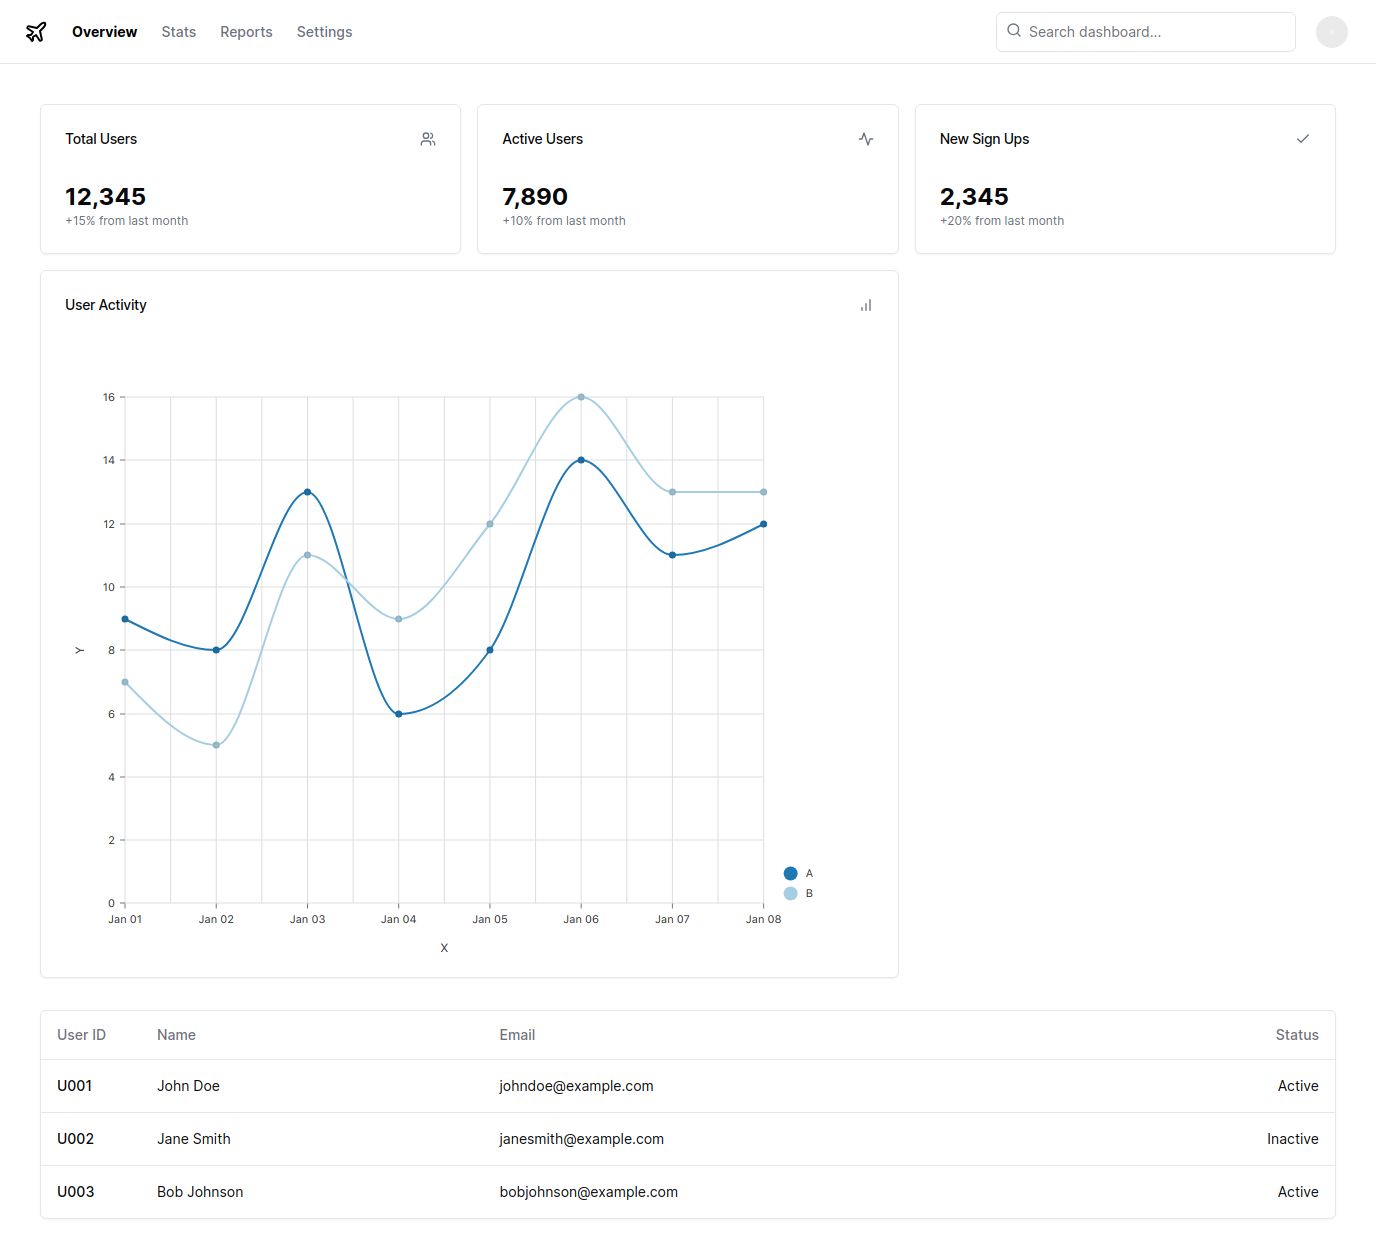 Overview Stats Reports Settings Search dashboard...
Total Users
12,345
+15% from last month
Active Users
7,890
+10% from last month
New Sign Ups
2,345
+20% from last month
User Activity
16
14
12
10
8
6
4
2
0
Y
Jan 01 Jan 02 Jan 03 Jan 04 Jan 05 Jan 06 Jan 07 Jan 08
X
A
B
User ID Name Email Status
U001 John Doe johndoe@example.com Active
U002 Jane Smith janesmith@example.com Inactive
U003 Bob Johnson bobjohnson@example.com Active